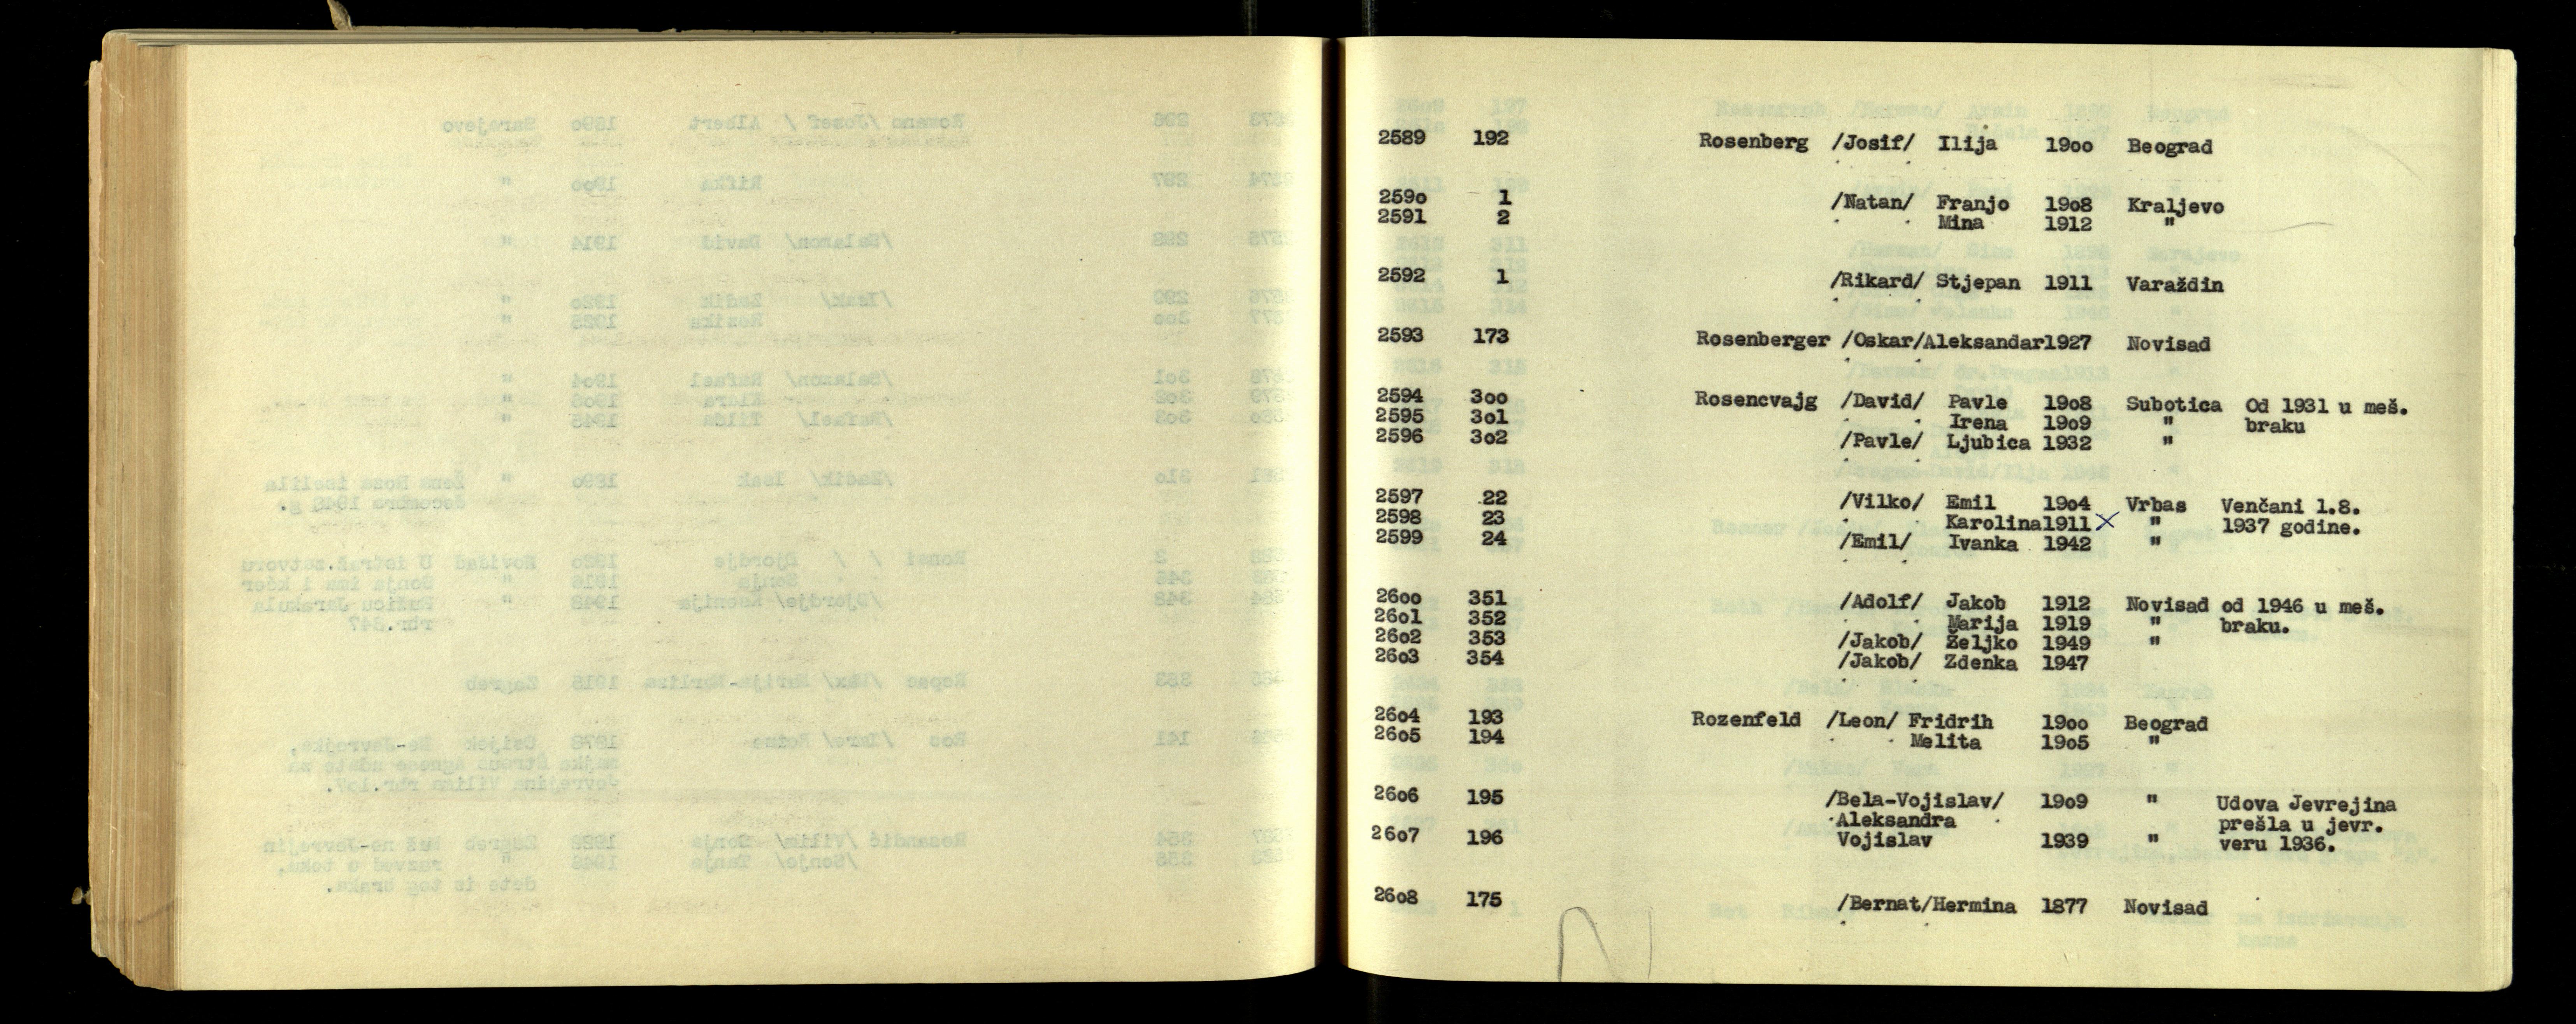 2589 192 Rosenberg /Josif/ Ilija 19oo Beograd
259o 1 /Natan/ Franjo 19o8 Kraljevo
2591 2 Mina 1912 "
2592 1 /Rikard/ Stjepan 1911 Varaždin
2593 173 Rosenberger /Oskar/Aleksandar1927 Novisad
2594 3oo Rosencvajg /David/ Pavle 19o8 Subotica Od 1931 u meš.
2595 3o1 Irena 19o9 " braku
2596 3o2 /Pavle/ Ljubica 1932 "
2597 22 /Vilko/ Emil 19o4 Vrbas Venčani 1.8.
2598 23 Karolina1911 X " 1937 godine.
2599 24 /Emil/ Ivanka 1942 "
26oo 351 /Adolf/ Jakob 1912 Novisad od 1946 u meš.
26o1 352 Marija 1919 " braku.
26o2 353 /Jakob/ Željko 1949 "
26o3 354 /Jakob/ Zdenka 1947
26o4 193 Rozenfeld /Leon/ Fridrih 19oo Beograd
26o5 194 Melita 19o5 "
26o6 195 /Bela-Vojislav/ 19o9 " Udova Jevrejina
Aleksandra prešla u jevr.
26o7 196 Vojislav 1939 " veru 1936.
26o8 175 /Bernat/Hermina 1877 Novisad